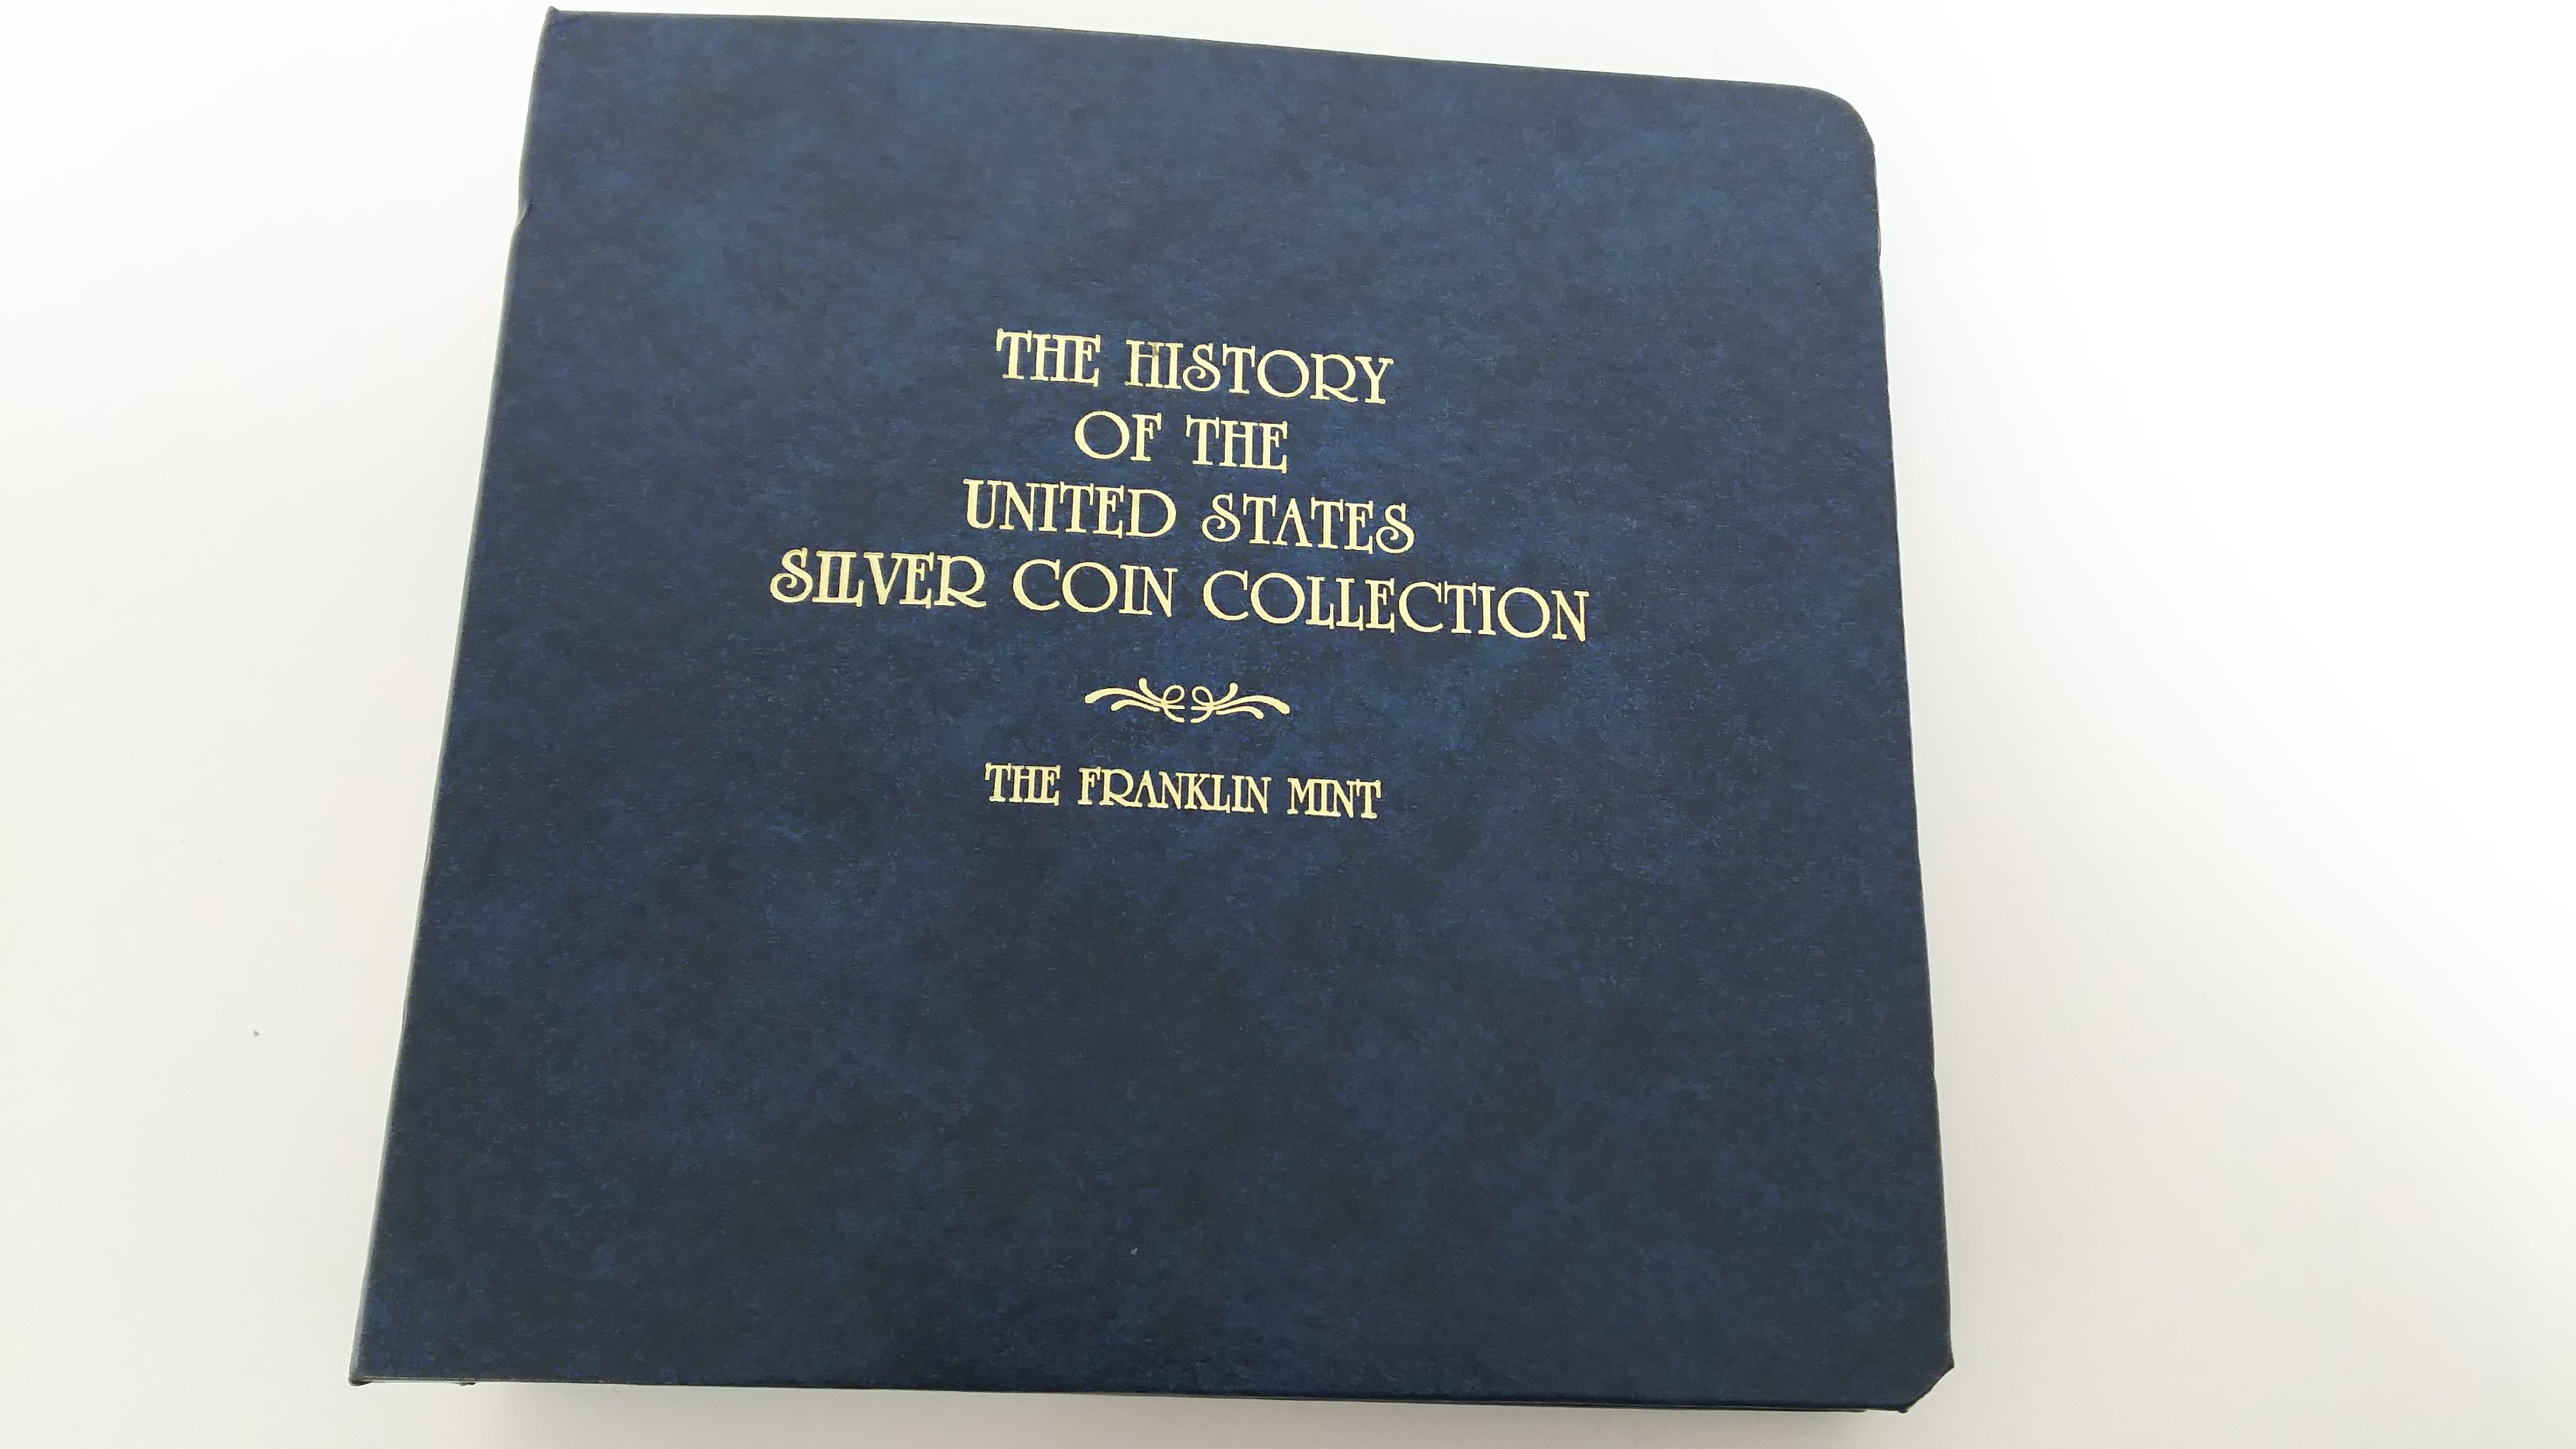 THE HISTORY
OF THE
UNITED STATES
SILVER COIN COLLECTION
THE FRANKLIN MINT